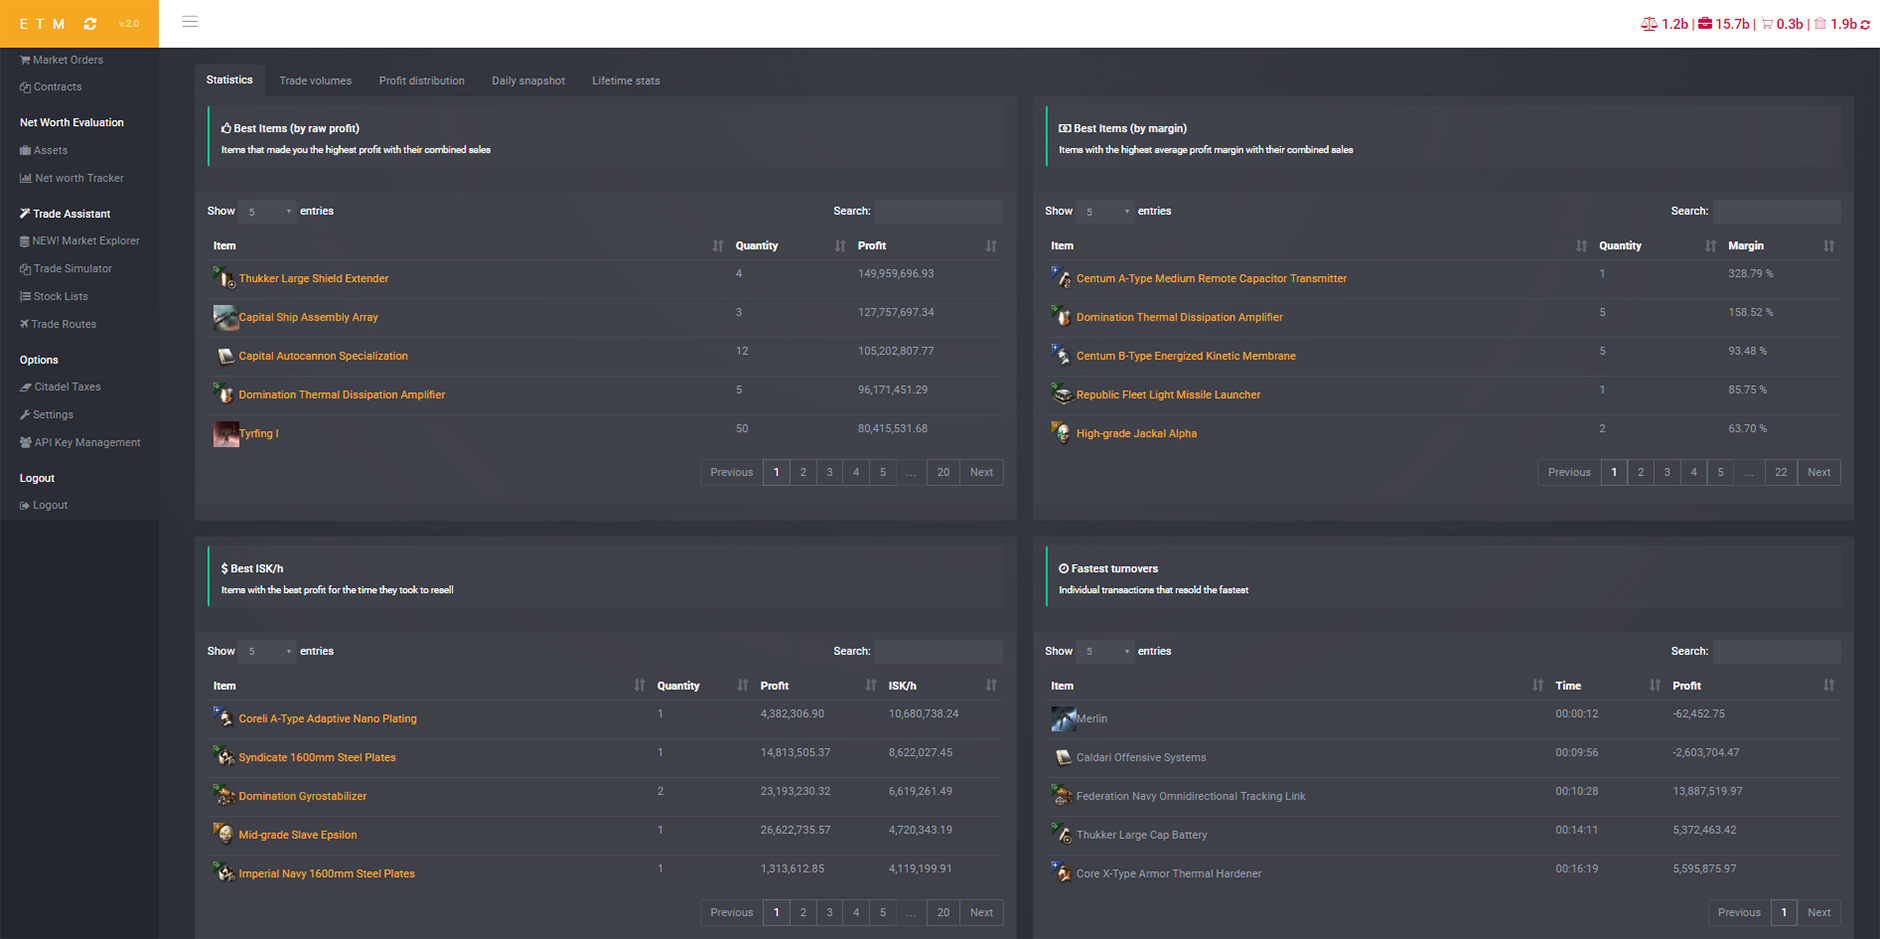 E T M v.2.0
1.2b | 15.7b | 0.3b | 1.9b
Market Orders
Contracts
Net Worth Evaluation
Assets
Net worth Tracker
Trade Assistant
NEW! Market Explorer
Trade Simulator
Stock Lists
Trade Routes
Options
Citadel Taxes
Settings
API Key Management
Logout
Logout
Statistics Trade volumes Profit distribution Daily snapshot Lifetime stats
Best Items (by raw profit)
Items that made you the highest profit with their combined sales
Show 5 entries Search:
Item Quantity Profit
Thukker Large Shield Extender 4 149,959,696.93
Capital Ship Assembly Array 3 127,757,697.34
Capital Autocannon Specialization 12 105,202,807.77
Domination Thermal Dissipation Amplifier 5 96,171,451.29
Tyrfing I 50 80,415,531.68
Previous 1 2 3 4 5 ... 20 Next
Best Items (by margin)
Items with the highest average profit margin with their combined sales
Show 5 entries Search:
Item Quantity Margin
Centum A-Type Medium Remote Capacitor Transmitter 1 328.79 %
Domination Thermal Dissipation Amplifier 5 158.52 %
Centum B-Type Energized Kinetic Membrane 5 93.48 %
Republic Fleet Light Missile Launcher 1 85.75 %
High-grade Jackal Alpha 2 63.70 %
Previous 1 2 3 4 5 ... 22 Next
Best ISK/h
Items with the best profit for the time they took to resell
Show 5 entries Search:
Item Quantity Profit ISK/h
Coreli A-Type Adaptive Nano Plating 1 4,382,306.90 10,680,738.24
Syndicate 1600mm Steel Plates 1 14,813,505.37 8,622,027.45
Domination Gyrostabilizer 2 23,193,230.32 6,619,261.49
Mid-grade Slave Epsilon 1 26,622,735.57 4,720,343.19
Imperial Navy 1600mm Steel Plates 1 1,313,612.85 4,119,199.91
Previous 1 2 3 4 5 ... 20 Next
Fastest turnovers
Individual transactions that resold the fastest
Show 5 entries Search:
Item Time Profit
Merlin 00:00:12 -62,452.75
Caldari Offensive Systems 00:09:56 -2,603,704.47
Federation Navy Omnidirectional Tracking Link 00:10:28 13,887,519.97
Thukker Large Cap Battery 00:14:11 5,372,463.42
Core X-Type Armor Thermal Hardener 00:16:19 5,595,875.97
Previous 1 Next